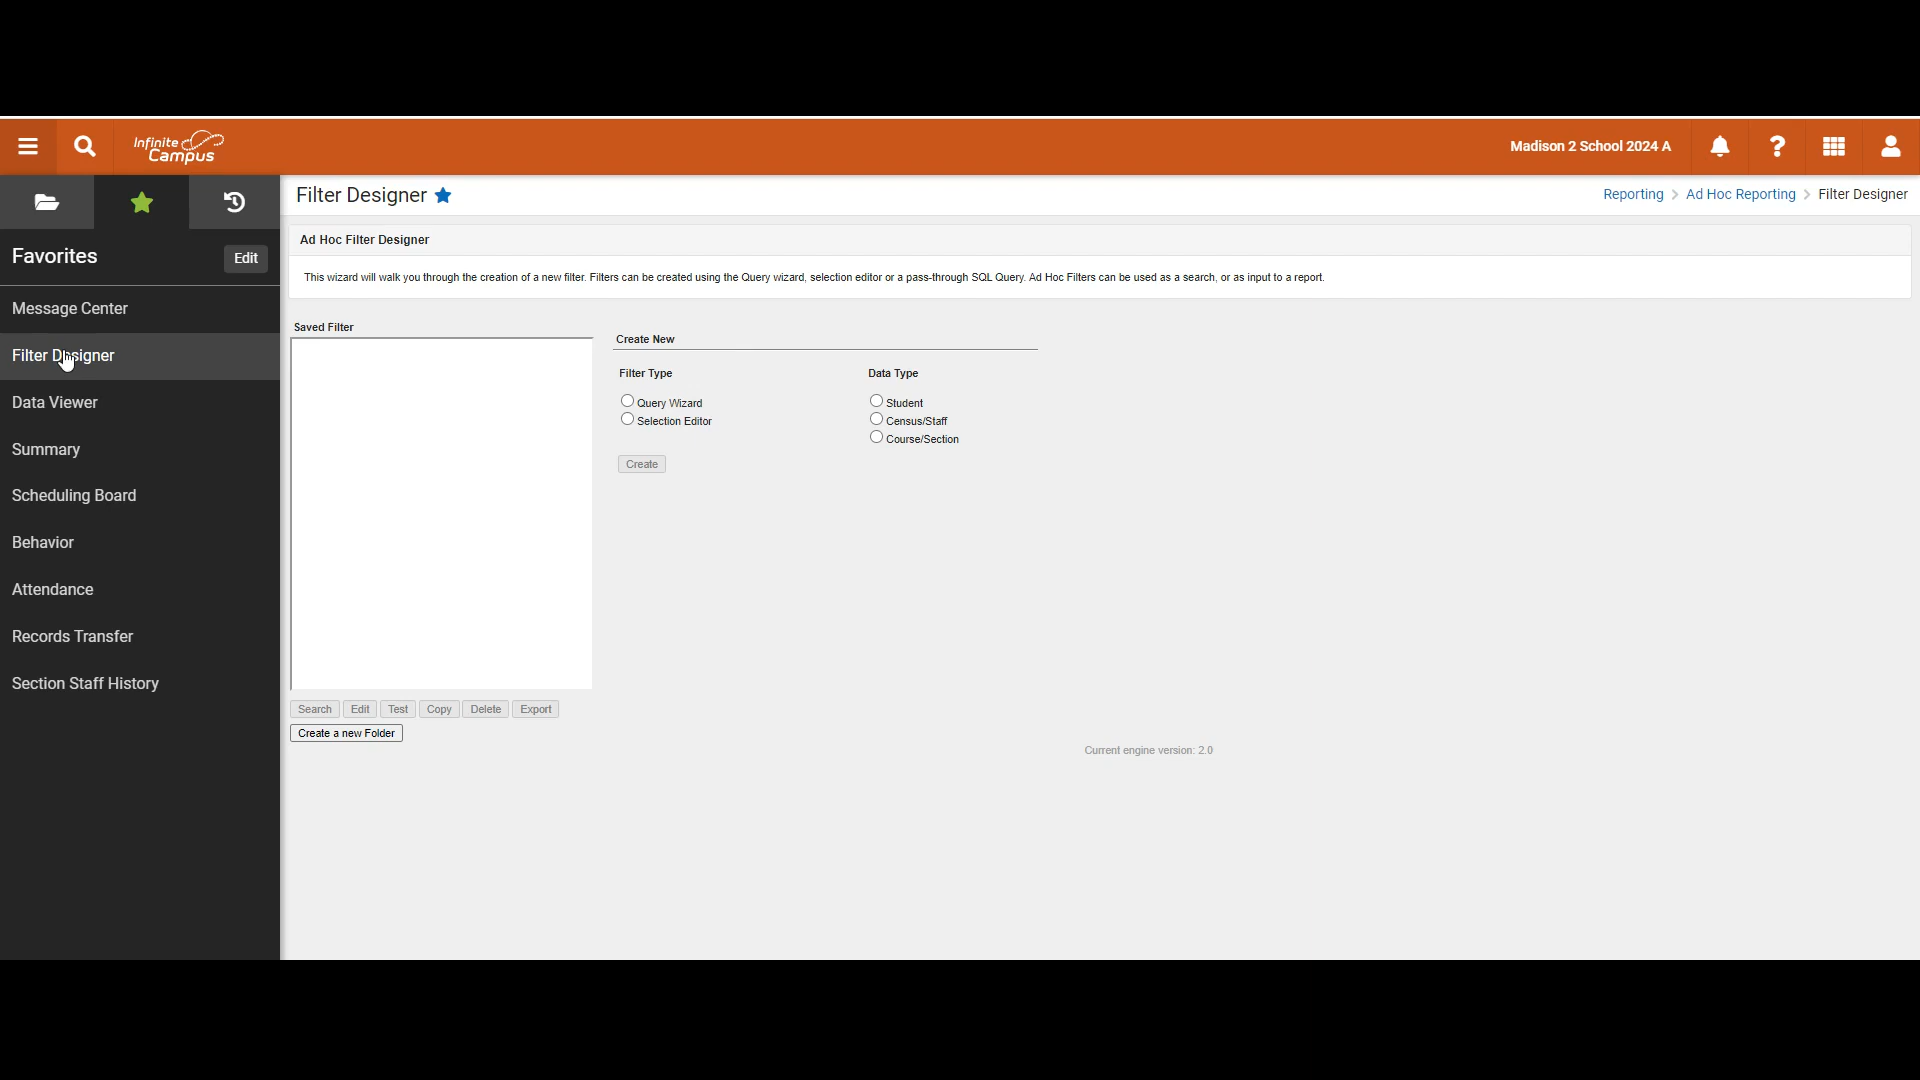 Infinite Campus
Madison 2 School 2024 A
?
Filter Designer
Reporting > Ad Hoc Reporting > Filter Designer
Favorites
Edit
Message Center
Filter Designer
Data Viewer
Summary
Scheduling Board
Behavior
Attendance
Records Transfer
Section Staff History
Ad Hoc Filter Designer
This wizard will walk you through the creation of a new filter. Filters can be created using the Query wizard, selection editor or a pass-through SQL Query. Ad Hoc Filters can be used as a search, or as input to a report.
Saved Filter
Search Edit Test Copy Delete Export
Create a new Folder
Create New
Filter Type
Query Wizard
Selection Editor
Data Type
Student
Census/Staff
Course/Section
Create
Current engine version: 2.0